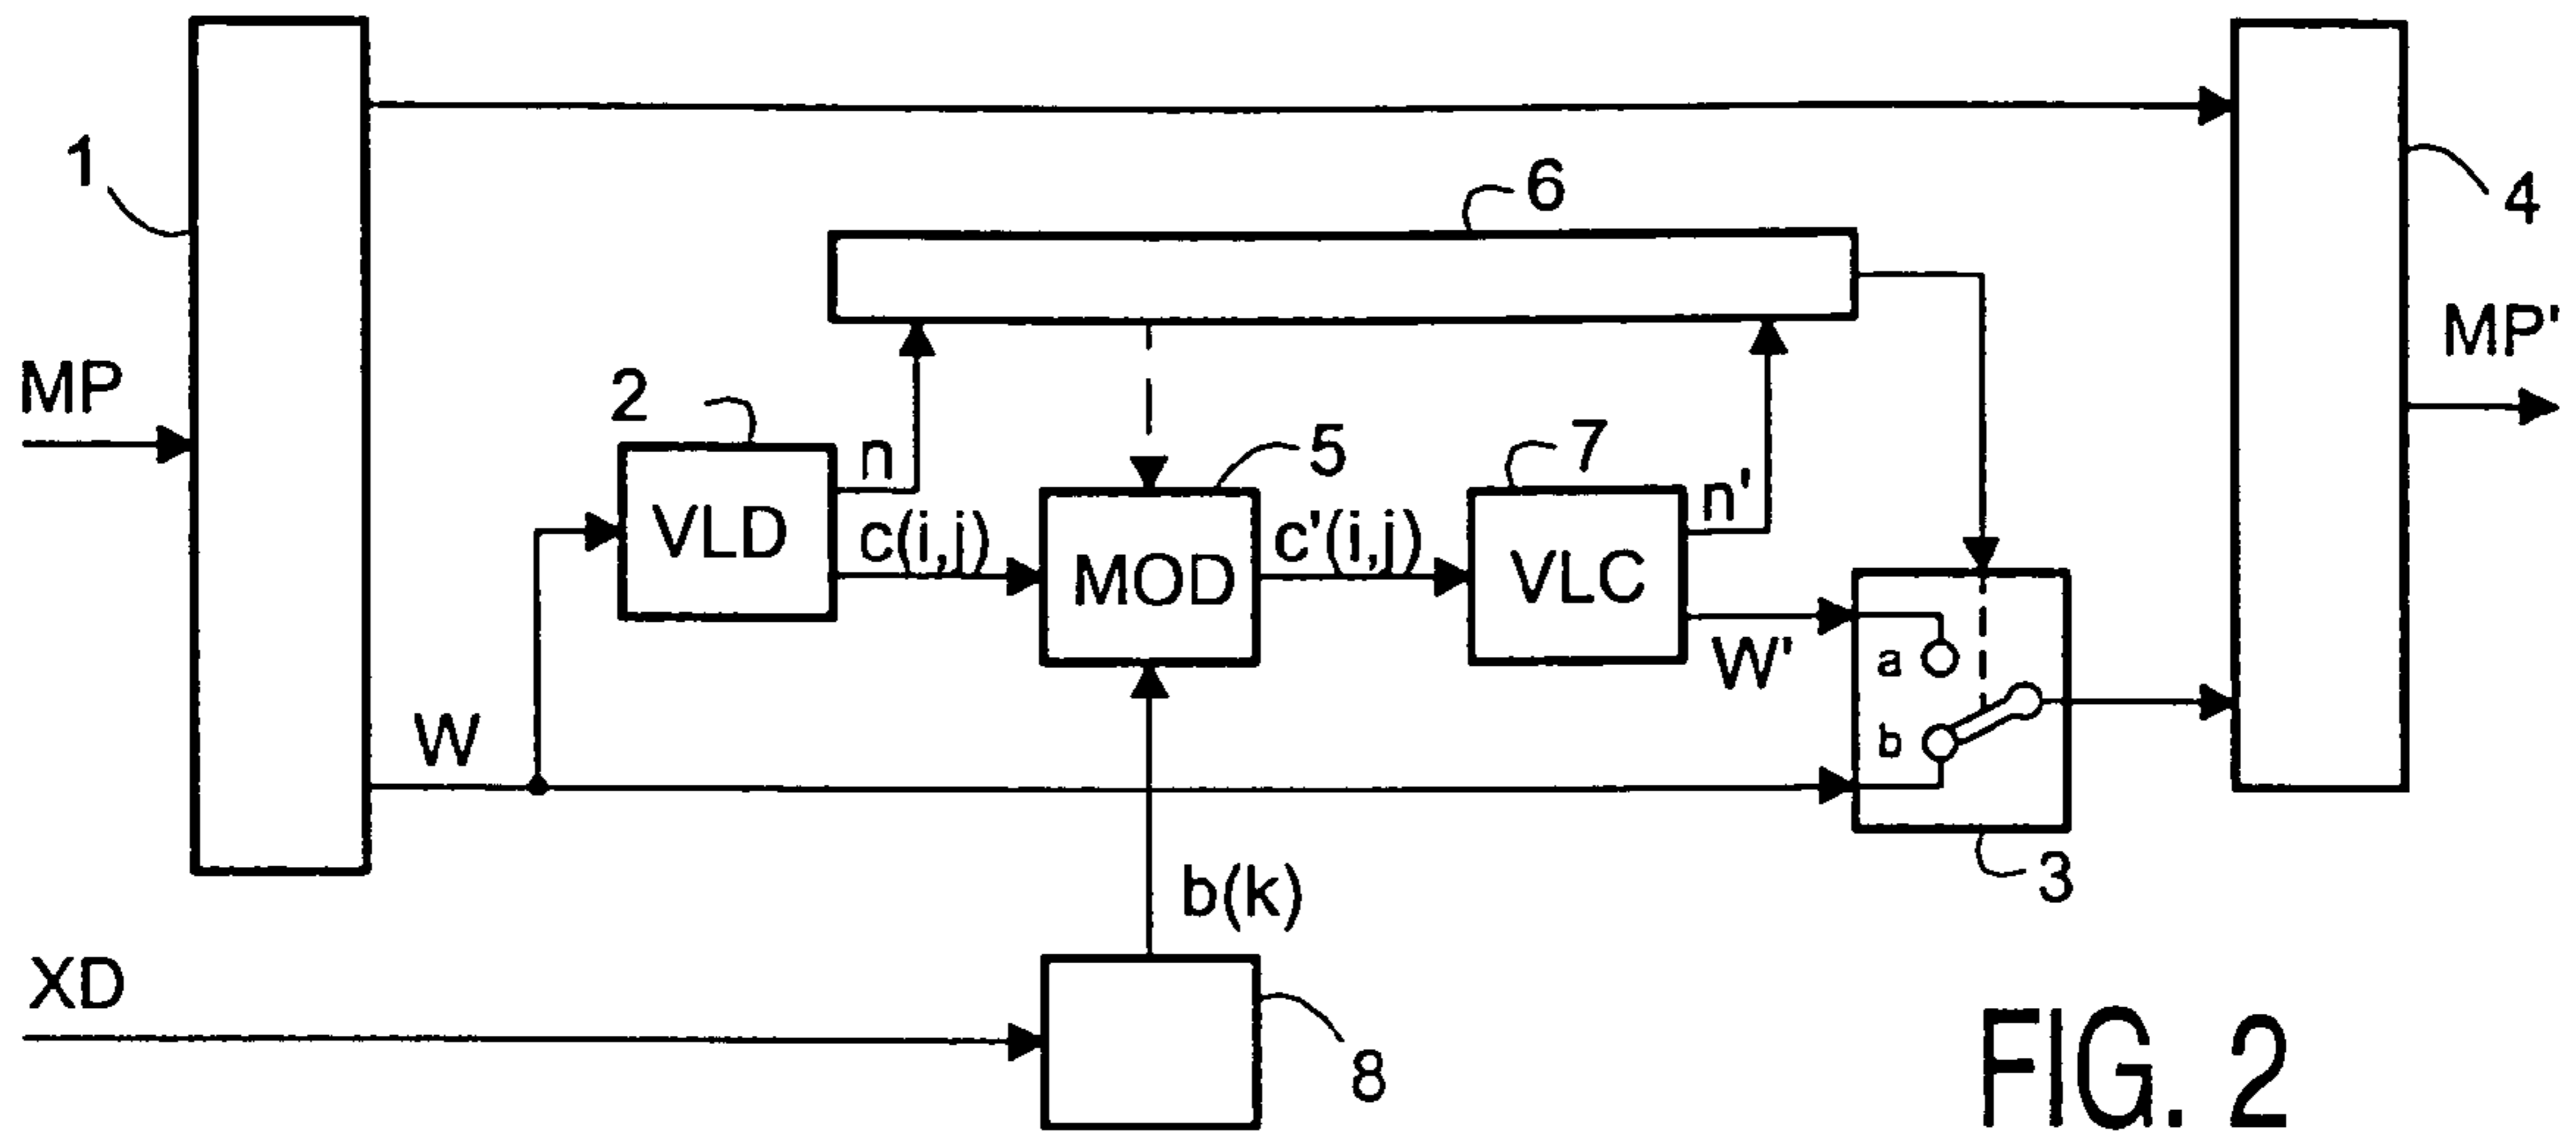 1
6
4
MP
MP'
2
n
5
7
n'
VLD
c(i,j)
MOD
c'(i,j)
VLC
W'
a
W
b
b(k)
3
XD
8
FIG. 2